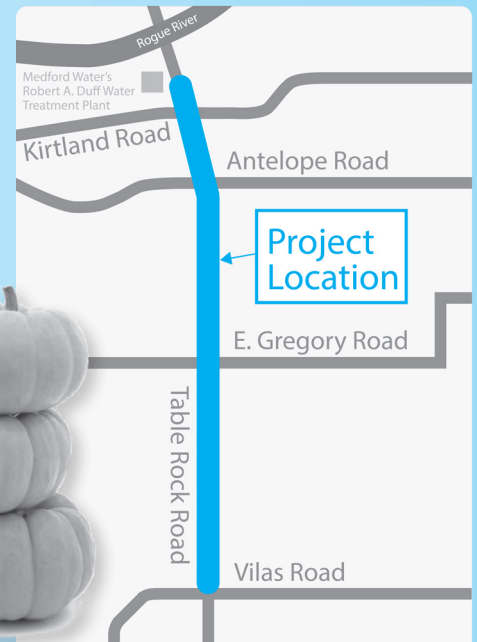 Rogue River
Medford Water's
Robert A. Duff Water
Treatment Plant
Kirtland Road
Antelope Road
Project
Location
E. Gregory Road
Table Rock Road
Vilas Road